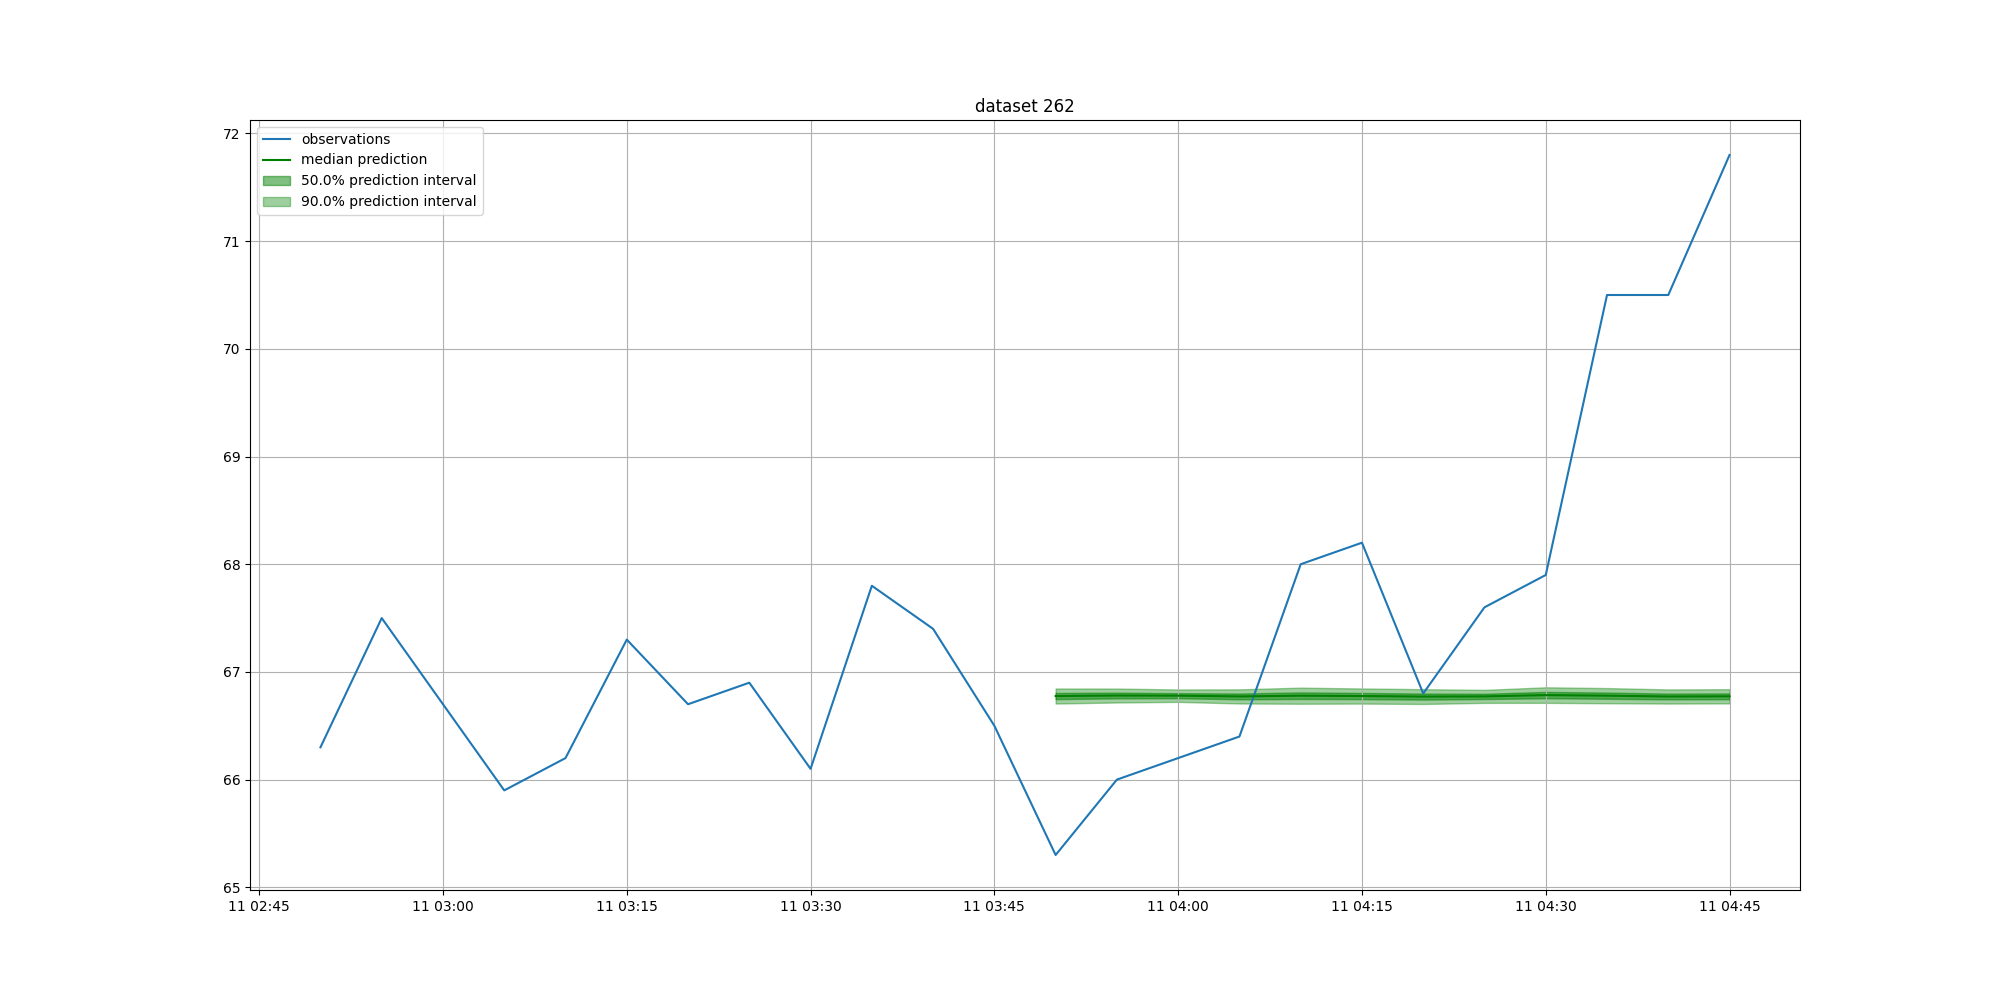 dataset 262
72
71
70
69
68
67
66
65
observations
median prediction
50.0% prediction interval
90.0% prediction interval
11 02:45 11 03:00 11 03:15 11 03:30 11 03:45 11 04:00 11 04:15 11 04:30 11 04:45